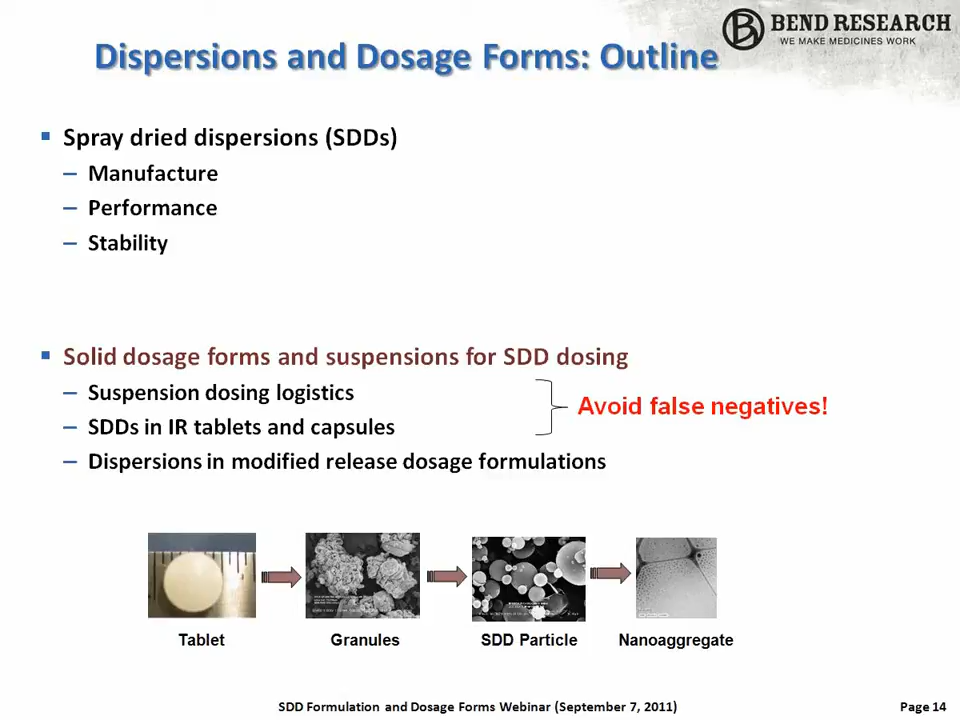 BEND RESEARCH
WE MAKE MEDICINES WORK
Dispersions and Dosage Forms: Outline
Spray dried dispersions (SDDs)
– Manufacture
– Performance
– Stability
Solid dosage forms and suspensions for SDD dosing
– Suspension dosing logistics
– SDDs in IR tablets and capsules
Avoid false negatives!
– Dispersions in modified release dosage formulations
Tablet
Granules
SDD Particle
Nanoaggregate
SDD Formulation and Dosage Forms Webinar (September 7, 2011)
Page 14